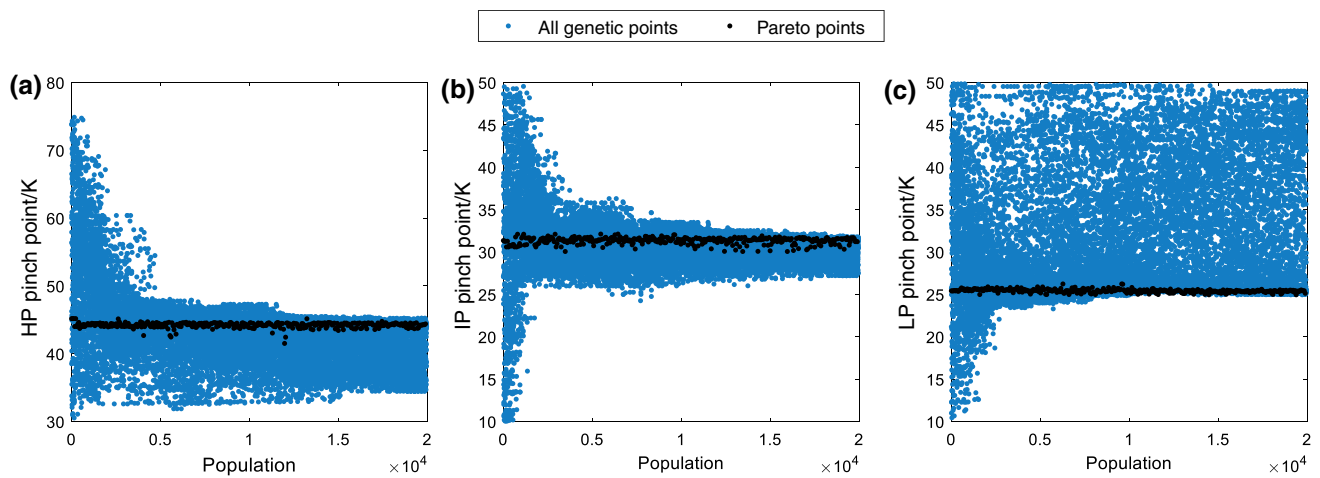 All genetic points Pareto points
(a)
HP pinch point/K
80
70
60
50
40
30
0 0.5 1 1.5 2
×10⁴
Population
(b)
IP pinch point/K
50
45
40
35
30
25
20
15
10
0 0.5 1 1.5 2
×10⁴
Population
(c)
LP pinch point/K
50
45
40
35
30
25
20
15
10
0 0.5 1 1.5 2
×10⁴
Population